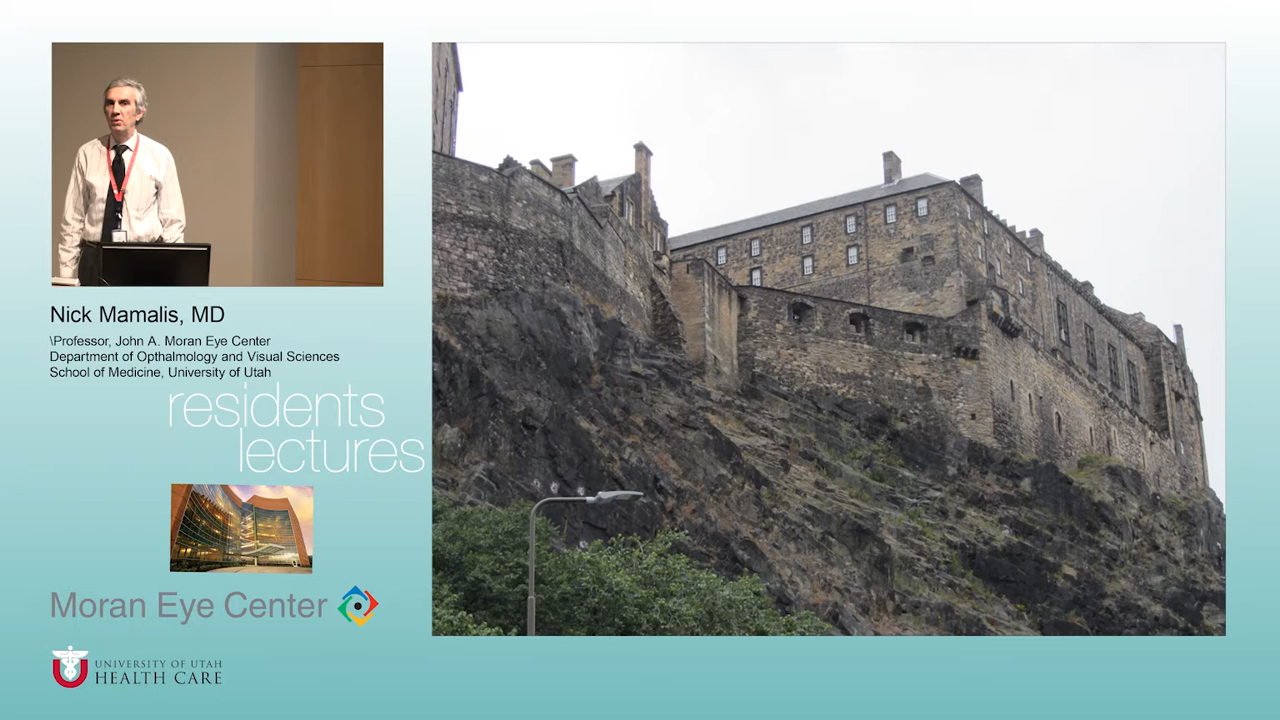 Nick Mamalis, MD
\Professor, John A. Moran Eye Center
Department of Opthalmology and Visual Sciences
School of Medicine, University of Utah
residents
lectures
Moran Eye Center
U
UNIVERSITY OF UTAH
HEALTH CARE